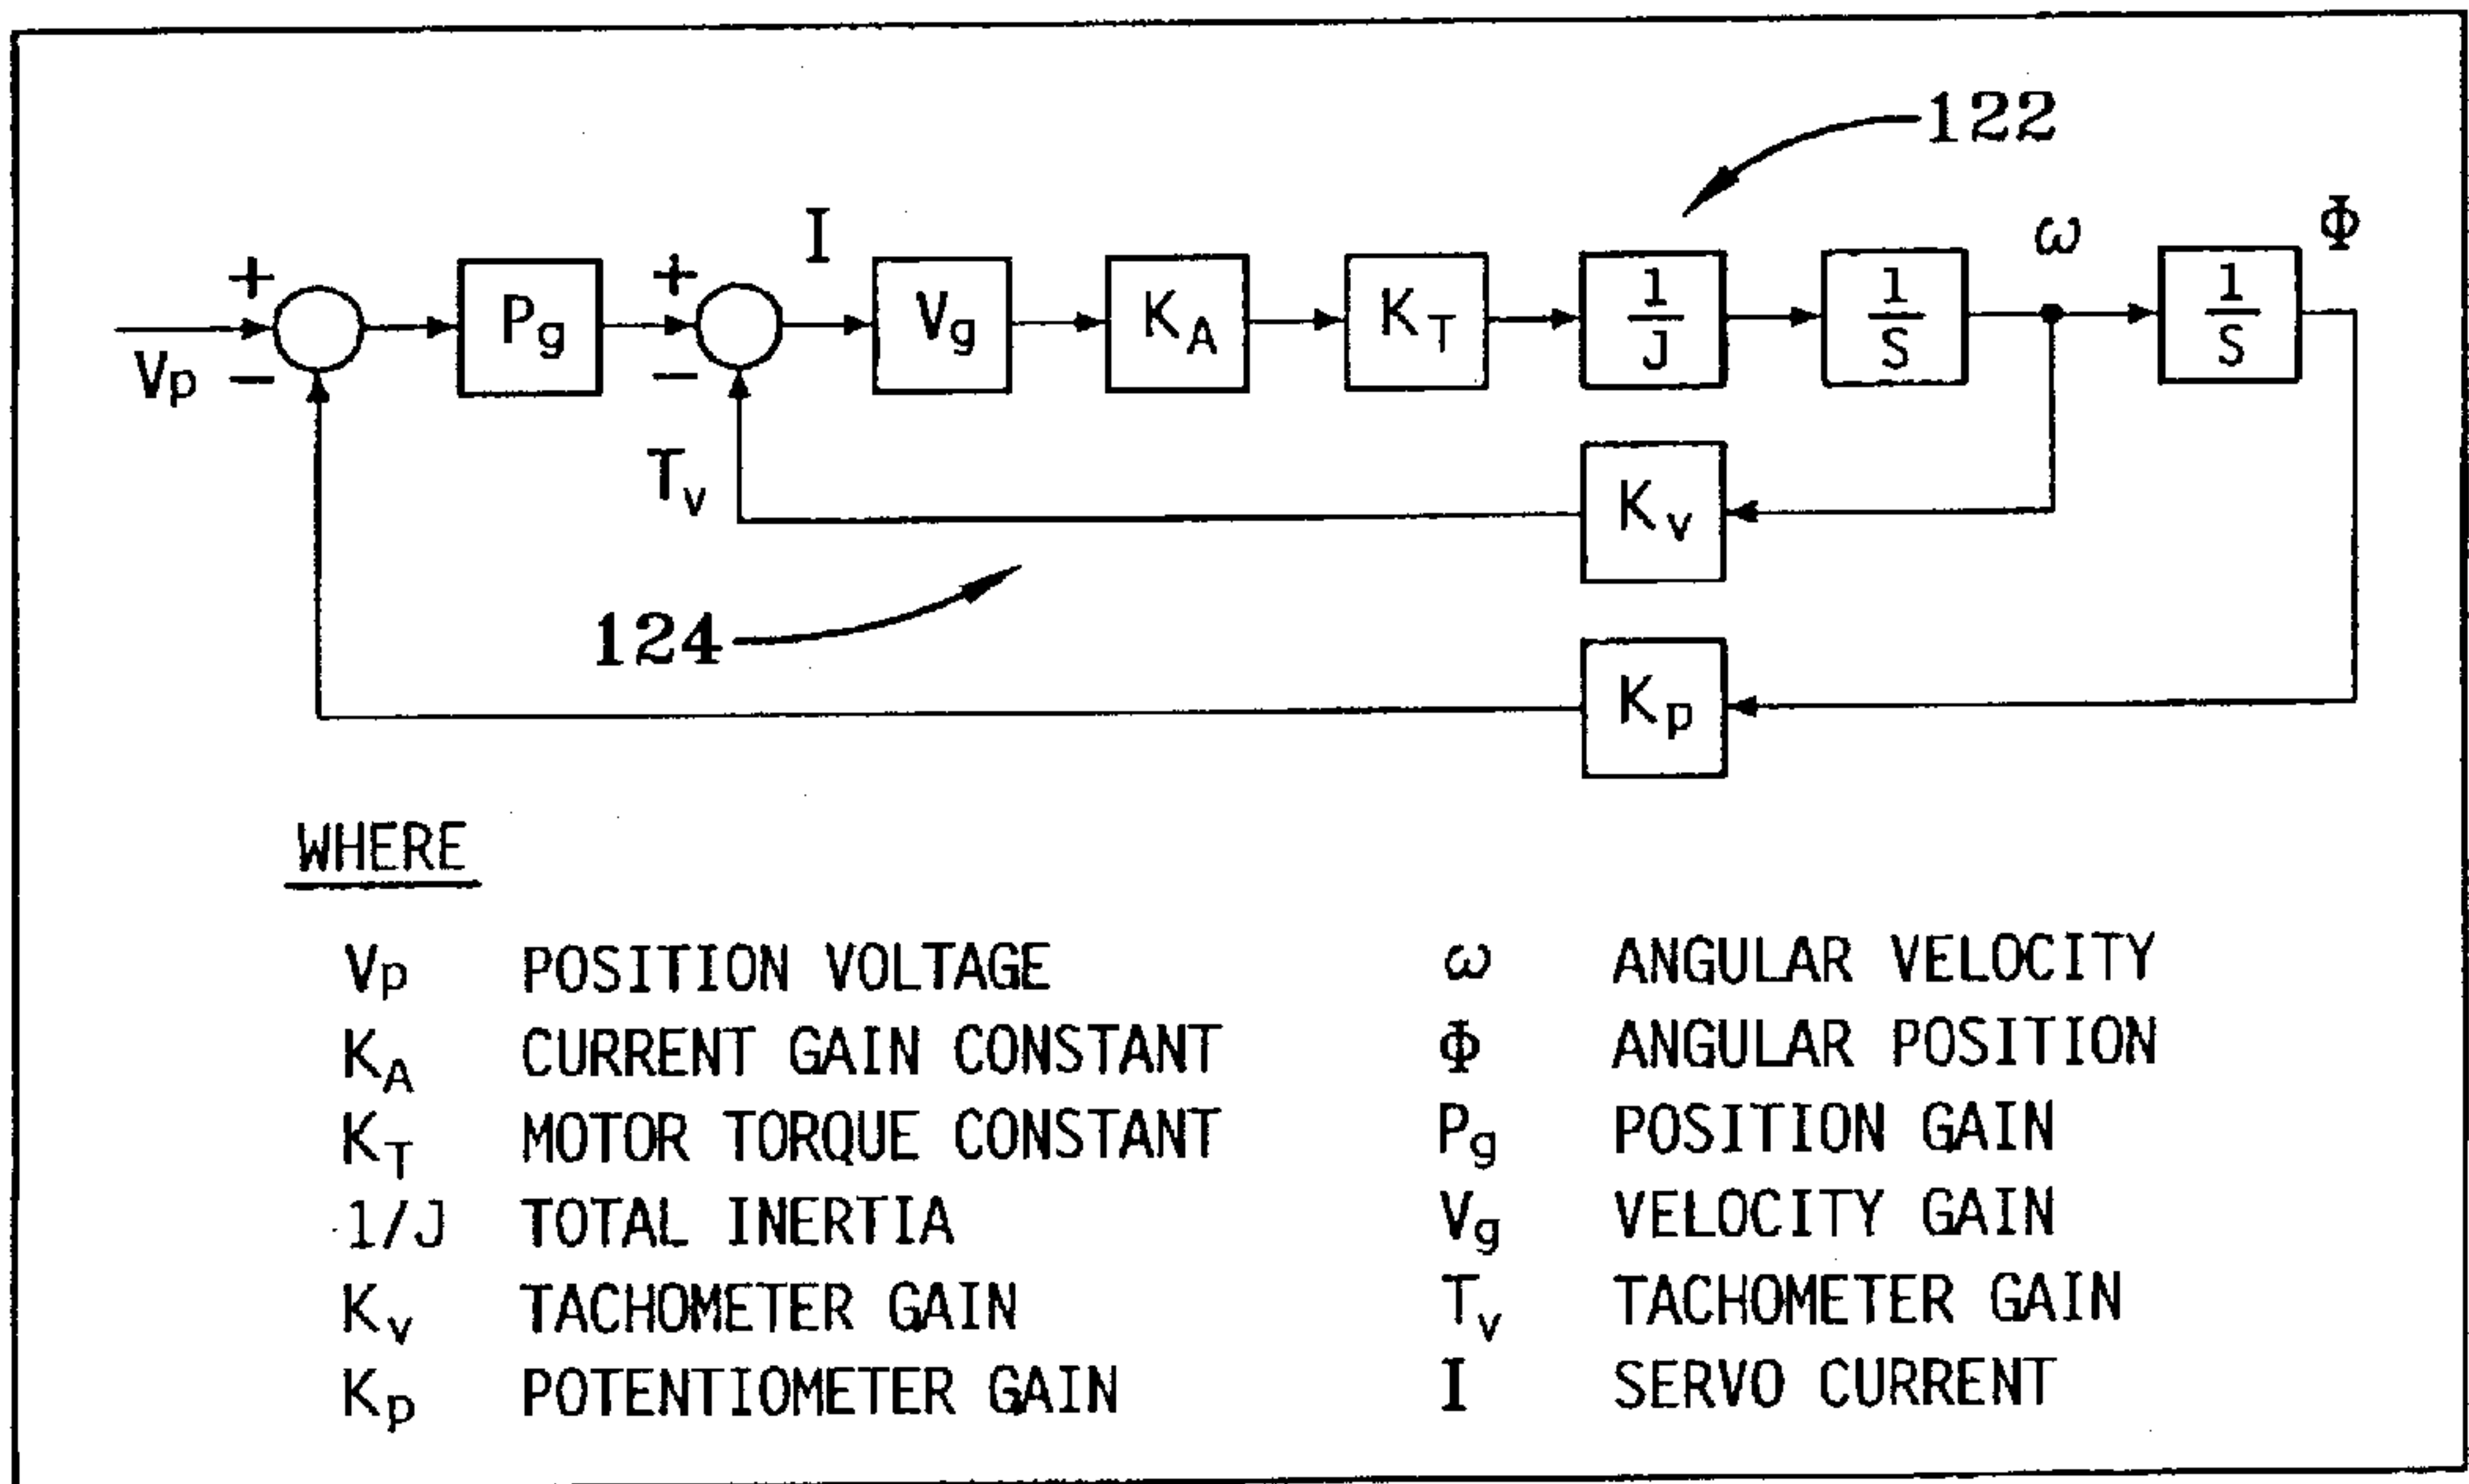 122
I
ω
Φ
+
+
Pg
Vg
KA
KT
1/J
1/S
1/S
Vp
−
−
Tv
Kv
124
Kp
WHERE
Vp POSITION VOLTAGE
KA CURRENT GAIN CONSTANT
KT MOTOR TORQUE CONSTANT
1/J TOTAL INERTIA
Kv TACHOMETER GAIN
Kp POTENTIOMETER GAIN
ω ANGULAR VELOCITY
Φ ANGULAR POSITION
Pg POSITION GAIN
Vg VELOCITY GAIN
Tv TACHOMETER GAIN
I SERVO CURRENT